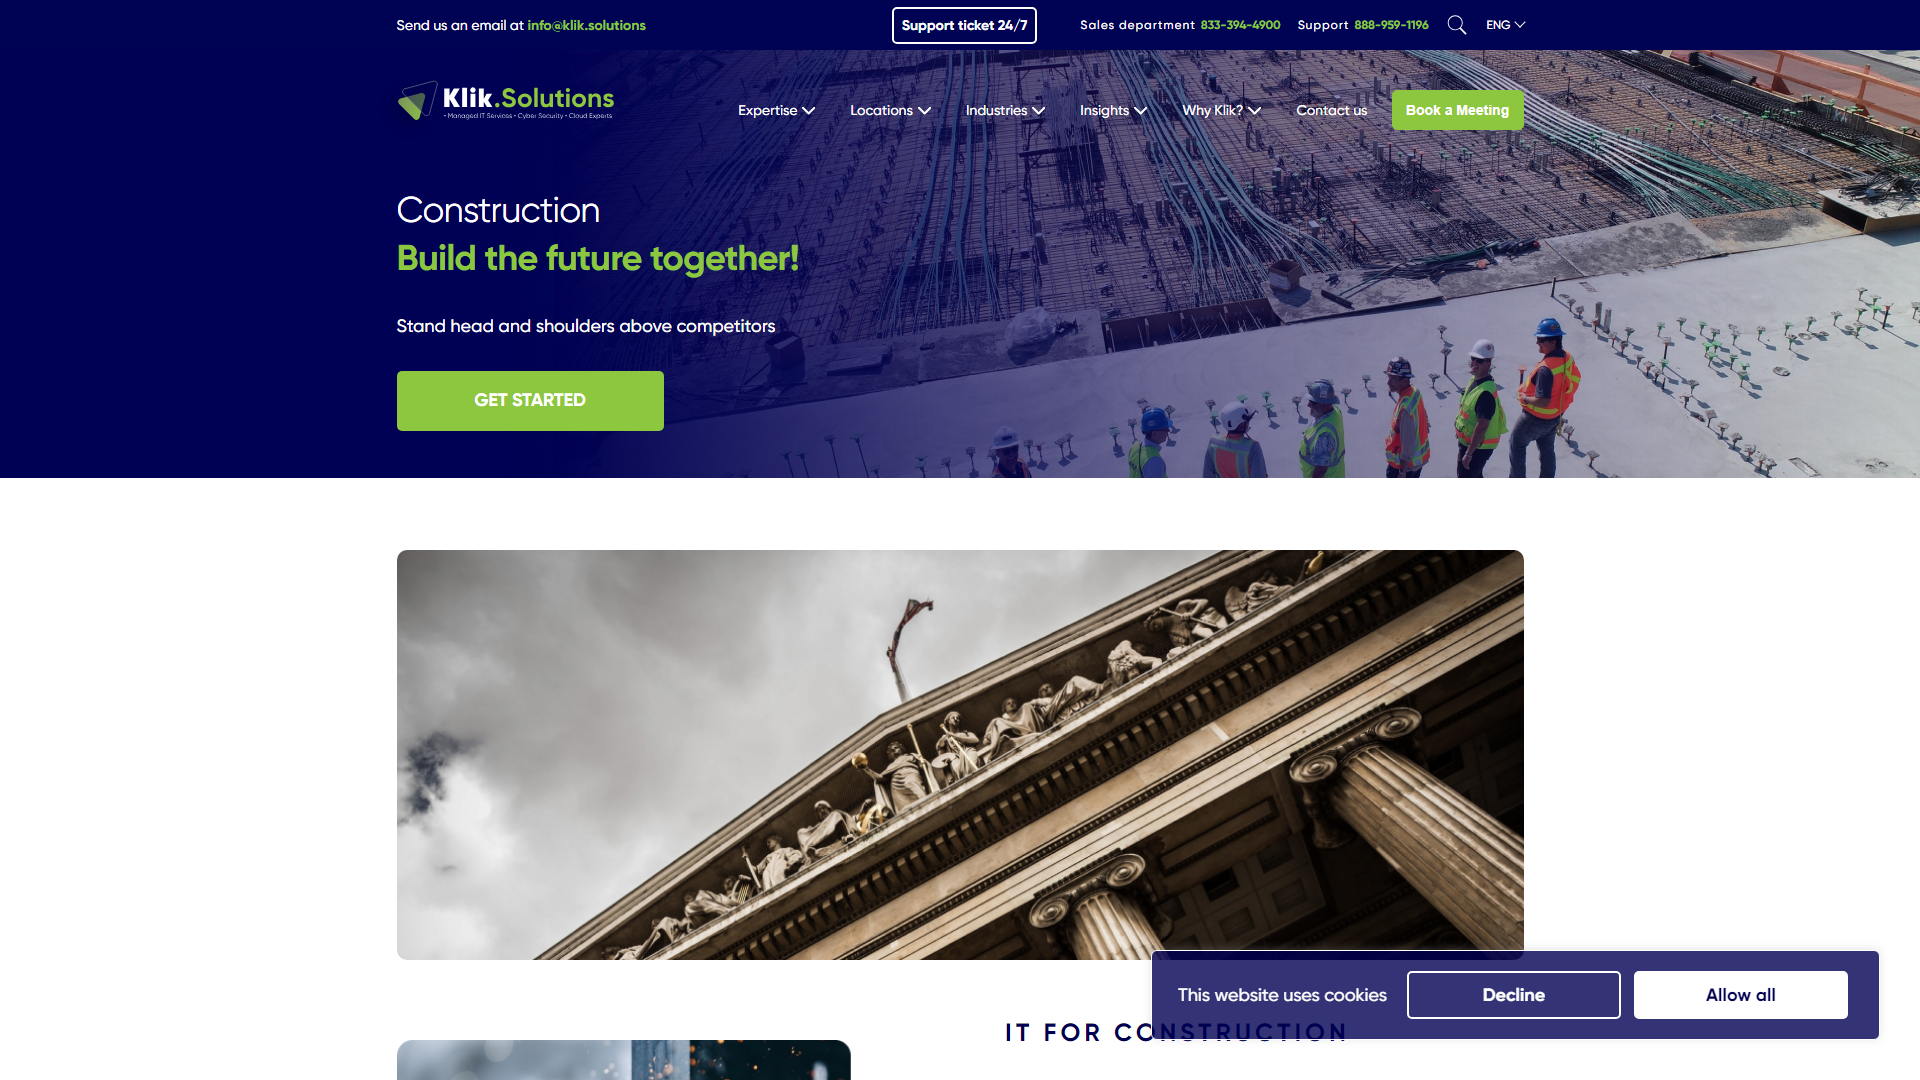 Send us an email at info@klik.solutions
Support ticket 24/7
Sales department 833-394-4900
Support 888-959-1196
ENG
Klik.Solutions
• Managed IT Services • Cyber Security • Cloud Experts
Expertise
Locations
Industries
Insights
Why Klik?
Contact us
Book a Meeting
Construction
Build the future together!
Stand head and shoulders above competitors
GET STARTED
This website uses cookies
Decline
Allow all
IT FOR CONSTRUCTION